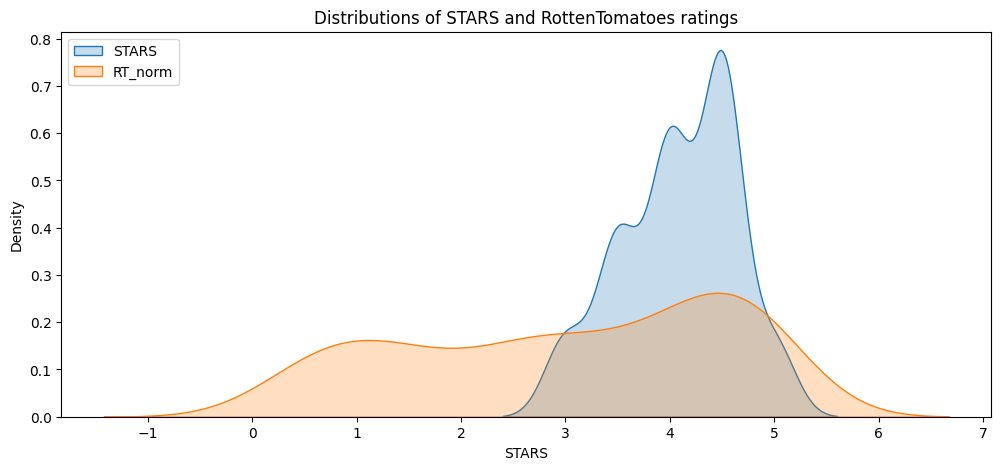 Distributions of STARS and RottenTomatoes ratings
STARS
RT_norm
Density
0.8
0.7
0.6
0.5
0.4
0.3
0.2
0.1
0.0
−1 0 1 2 3 4 5 6 7
STARS